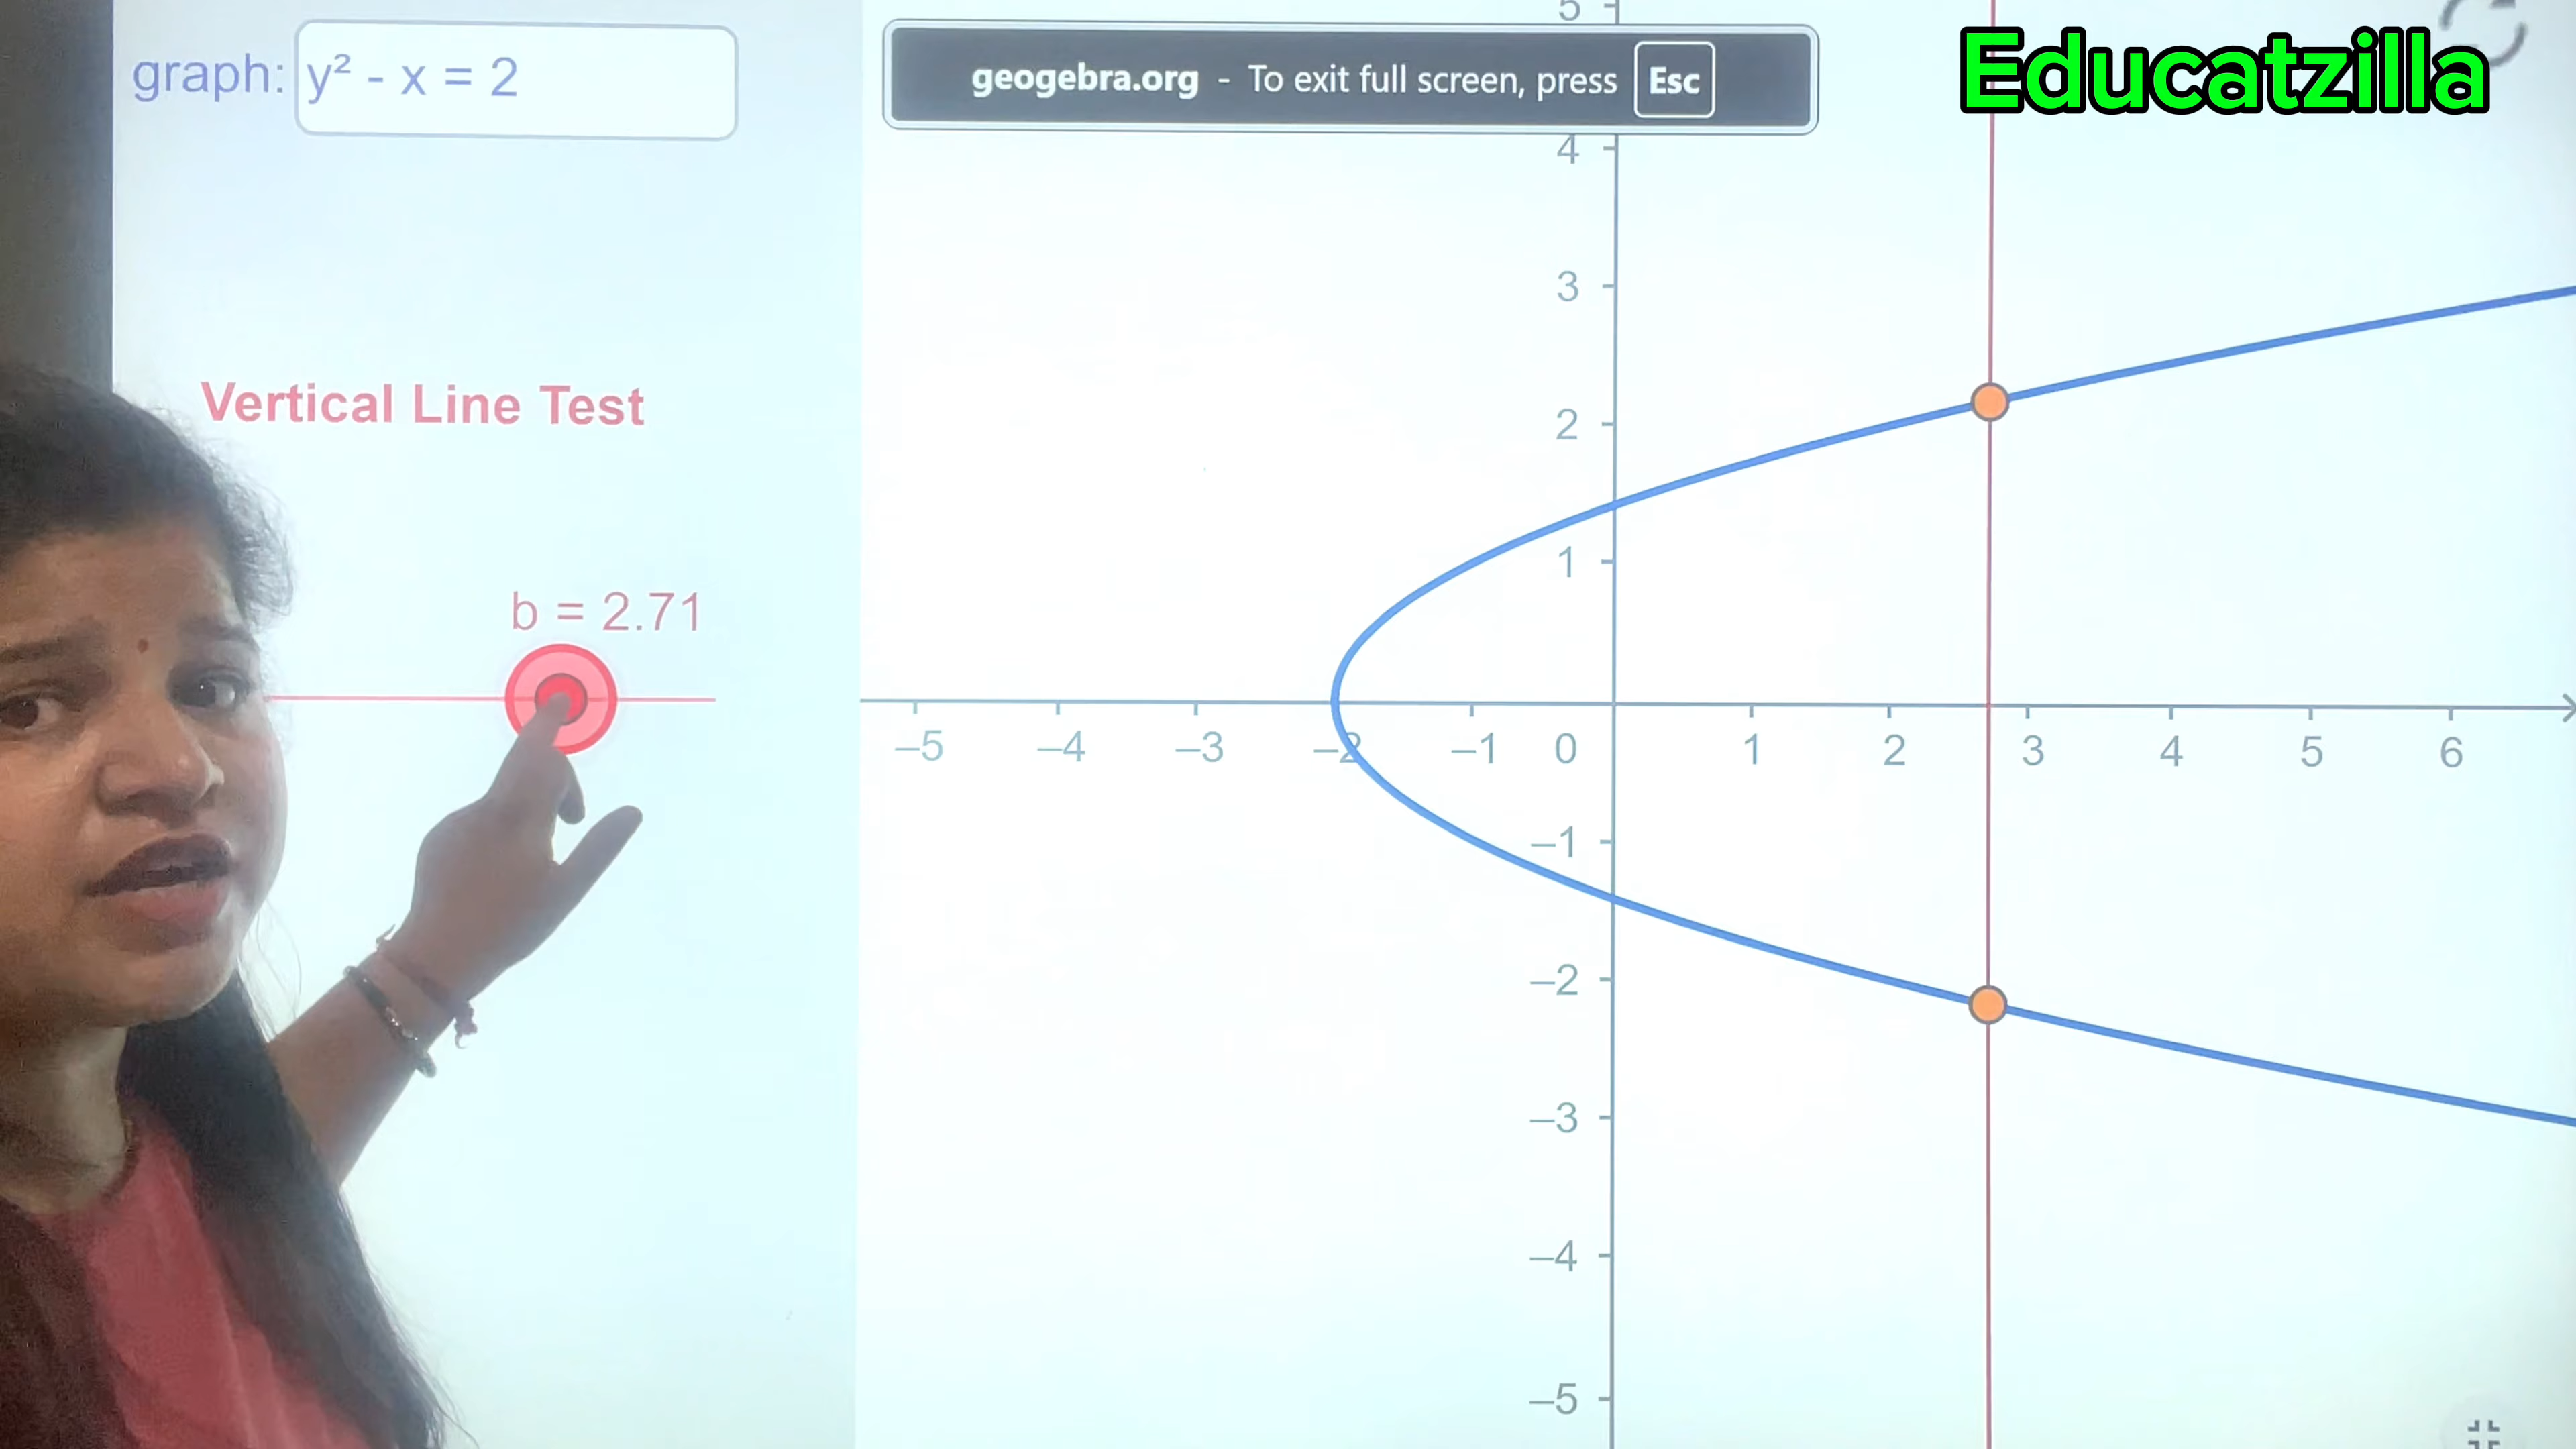 graph: y² - x = 2
geogebra.org - To exit full screen, press Esc
Educatzilla
Vertical Line Test
b = 2.71
5
4
3
2
1
–5 –4 –3 –2 –1 0 1 2 3 4 5 6
–1
–2
–3
–4
–5